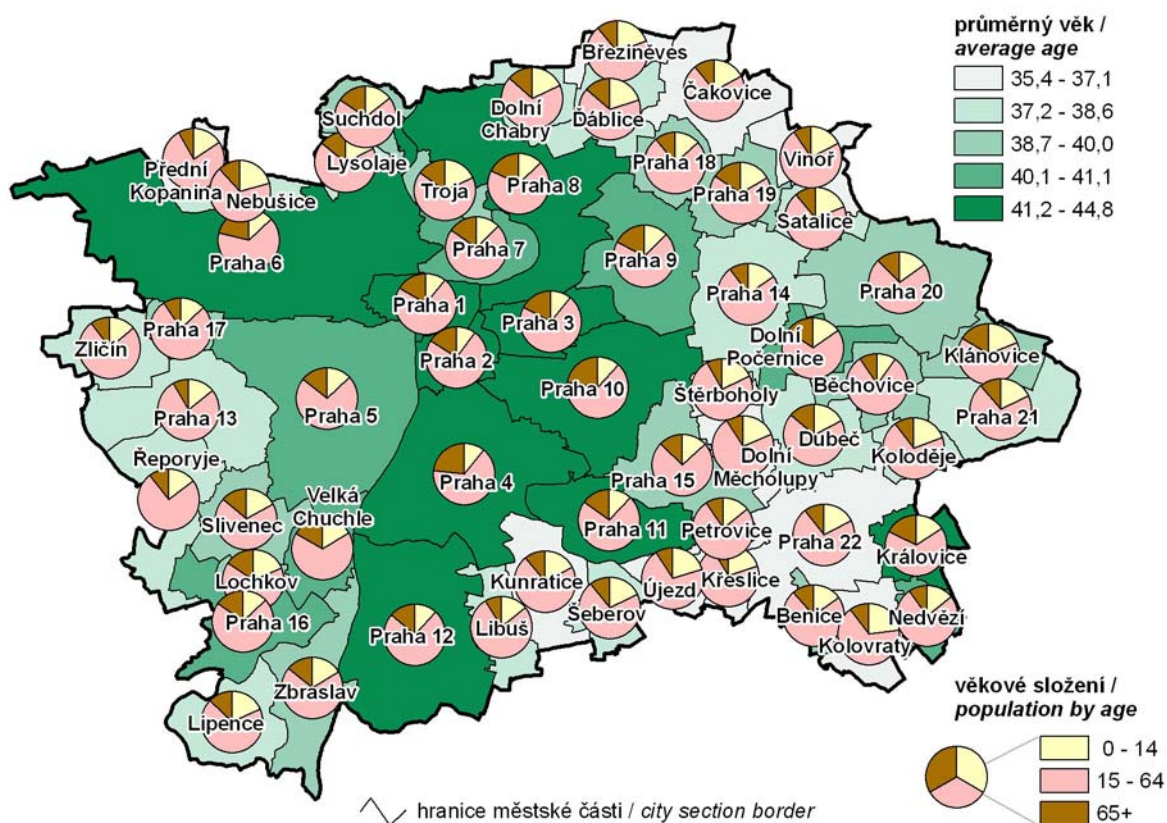 průměrný věk /
average age
35,4 - 37,1
37,2 - 38,6
38,7 - 40,0
40,1 - 41,1
41,2 - 44,8
Březiněves
Čakovice
Dolní
Chabry
Ďáblice
Suchdol
Lysolaje
Přední
Kopanina
Nebušice
Troja
Praha 8
Praha 18
Vinoř
Praha 19
Satalice
Praha 6
Praha 7
Praha 9
Praha 14
Praha 20
Praha 1
Praha 3
Praha 17
Zličín
Praha 2
Dolní
Počernice
Klánovice
Praha 10
Štěrboholy
Běchovice
Praha 13
Praha 5
Praha 21
Řeporyje
Dubeč
Koloděje
Praha 4
Praha 15
Dolní
Měcholupy
Slivenec
Velká
Chuchle
Praha 11
Petrovice
Praha 22
Královice
Lochkov
Kunratice
Újezd
Křeslice
Praha 16
Praha 12
Libuš
Šeberov
Benice
Kolovraty
Nedvězí
Zbraslav
Lipence
věkové složení /
population by age
0 - 14
15 - 64
65+
hranice městské části / city section border